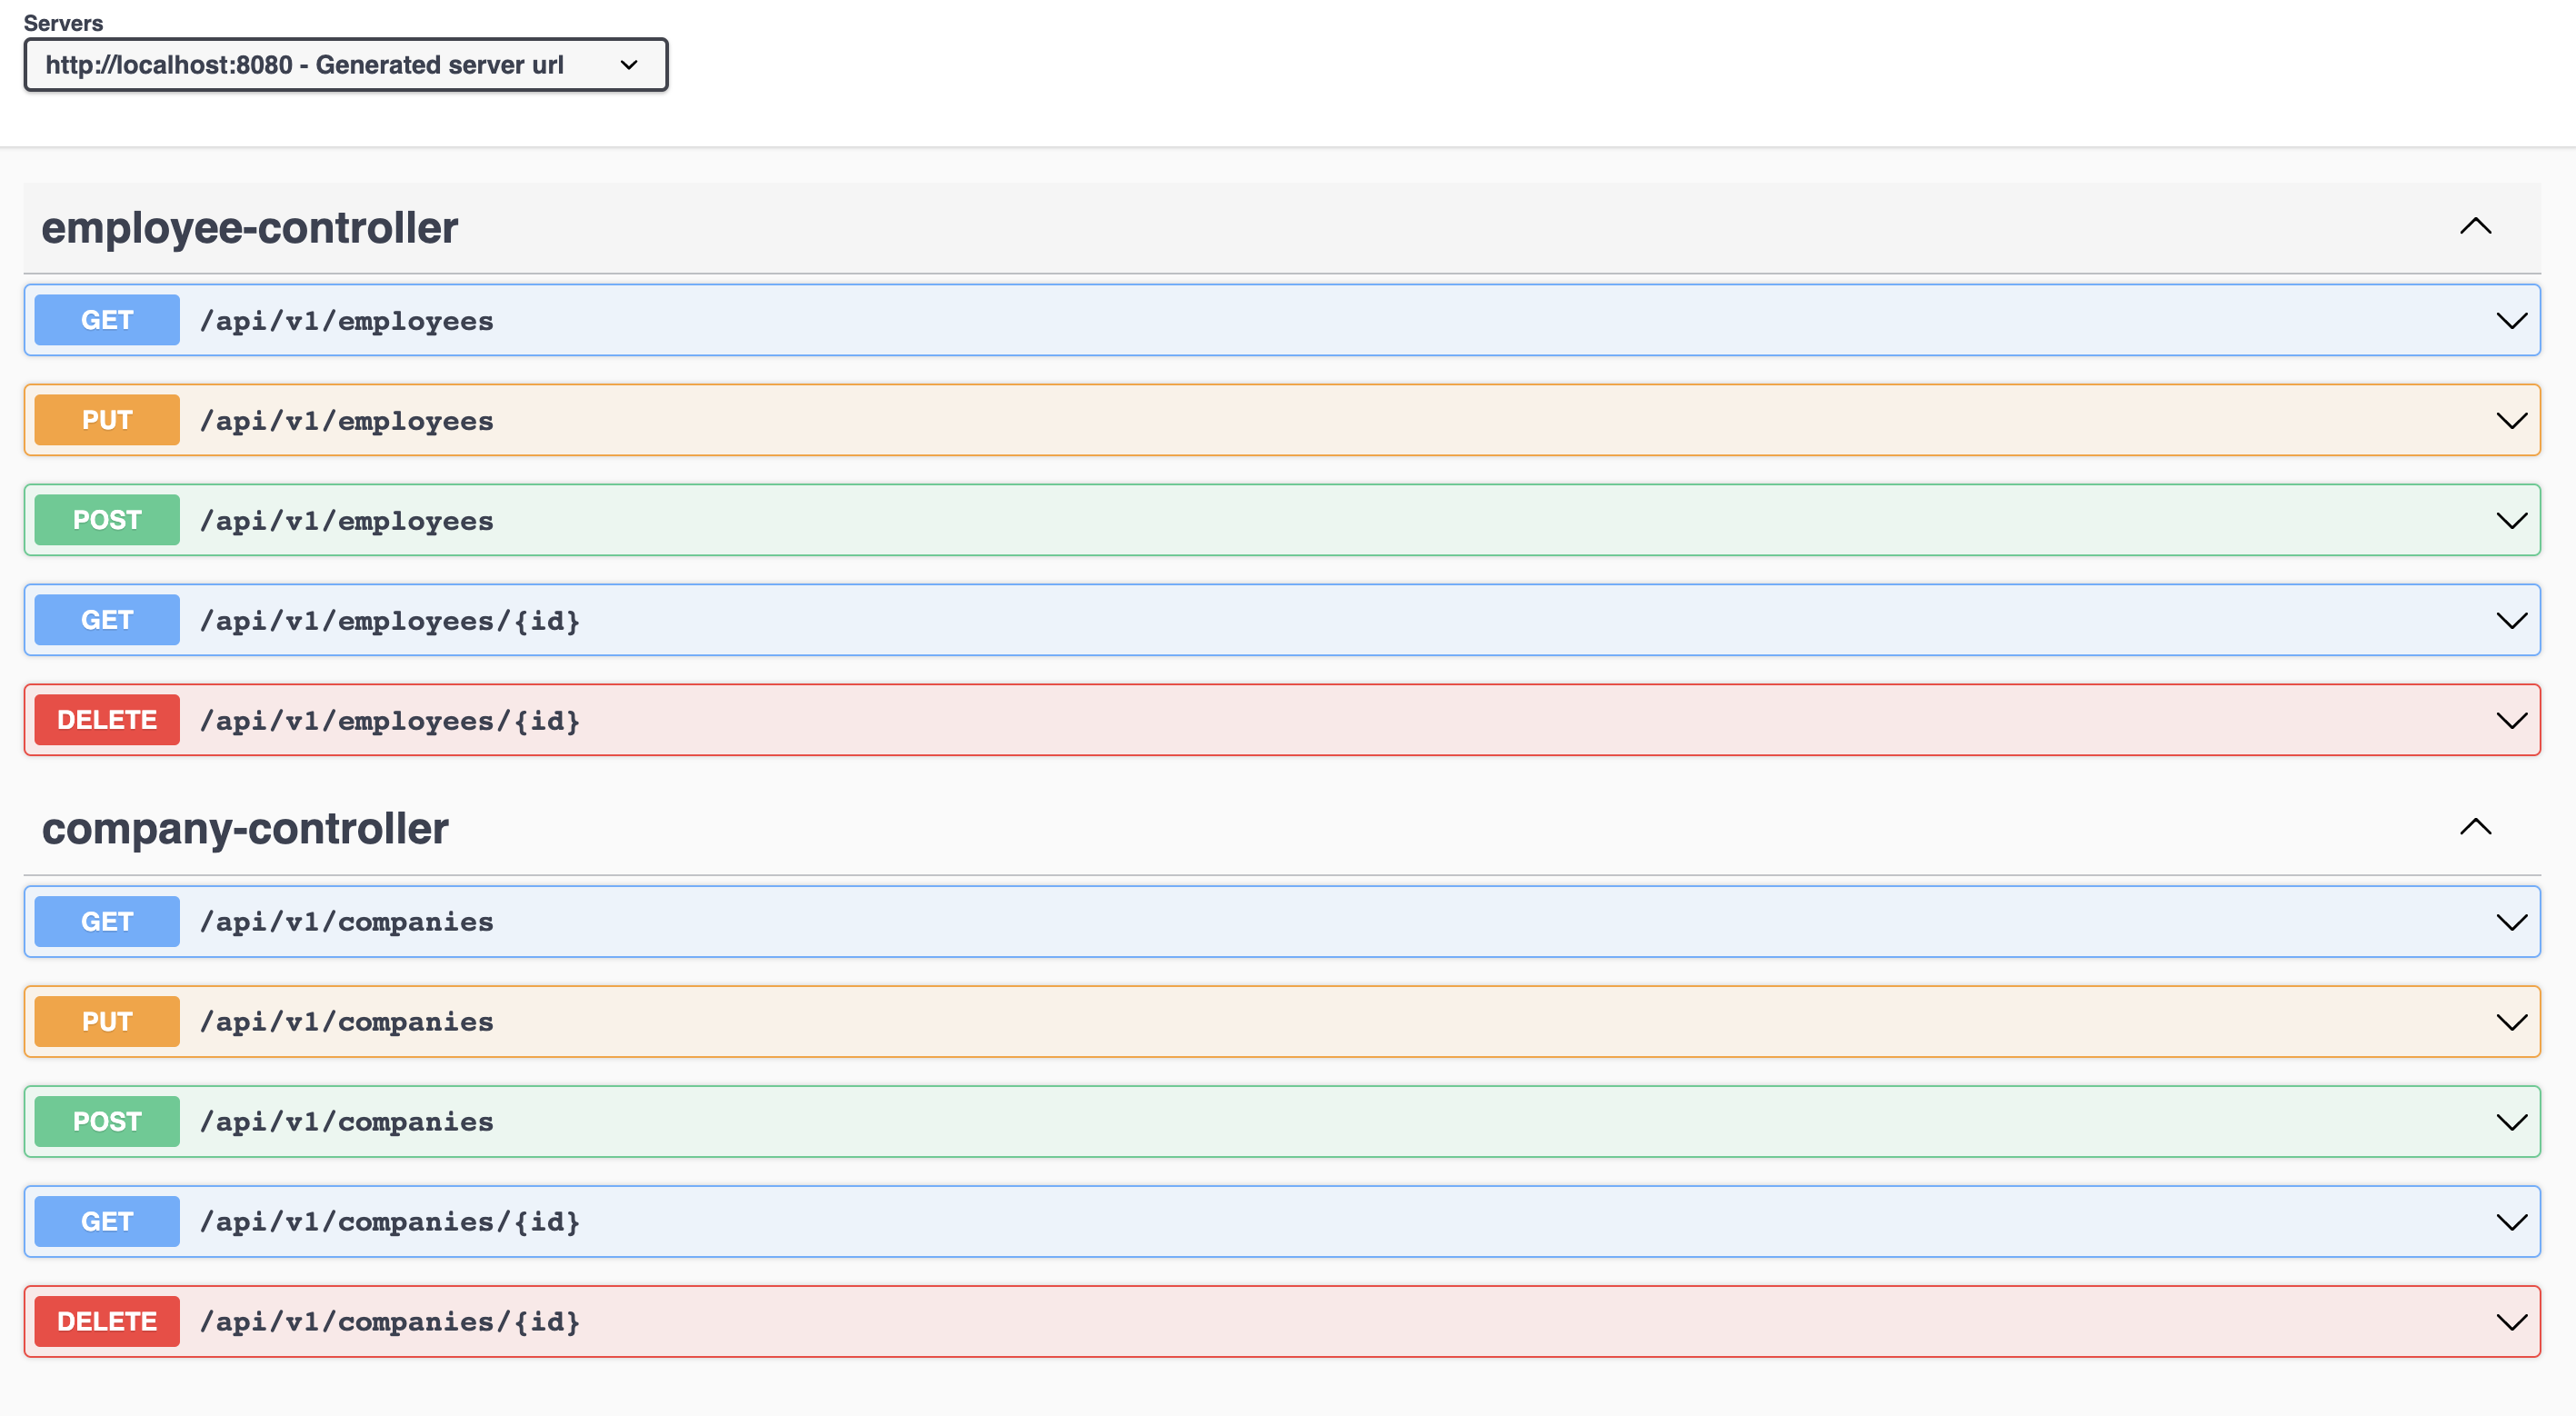 Servers
http://localhost:8080 - Generated server url
employee-controller
GET /api/v1/employees
PUT /api/v1/employees
POST /api/v1/employees
GET /api/v1/employees/{id}
DELETE /api/v1/employees/{id}
company-controller
GET /api/v1/companies
PUT /api/v1/companies
POST /api/v1/companies
GET /api/v1/companies/{id}
DELETE /api/v1/companies/{id}